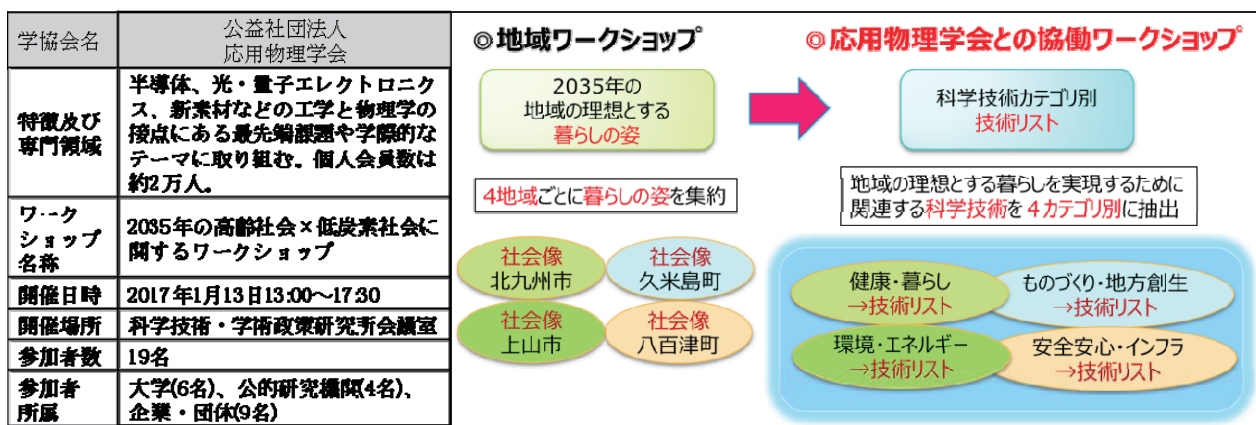 学協会名
公益社団法人
応用物理学会
特徴及び
専門領域
半導体、光・量子エレクトロニク
ス、新素材などの工学と物理学の
接点にある最先端課題や学際的な
テーマに取り組む。個人会員数は
約2万人。
ワーク
ショップ
名称
2035年の高齢社会×低炭素社会に
関するワークショップ
開催日時
2017年1月13日13:00～17:30
開催場所
科学技術・学術政策研究所会議室
参加者数
19名
参加者
所属
大学(6名)、公的研究機関(4名)、
企業・団体(9名)
◎地域ワークショップ
2035年の
地域の理想とする
暮らしの姿
4地域ごとに暮らしの姿を集約
社会像
北九州市
社会像
久米島町
社会像
上山市
社会像
八百津町
◎応用物理学会との協働ワークショップ
科学技術カテゴリ別
技術リスト
地域の理想とする暮らしを実現するために
関連する科学技術を４カテゴリ別に抽出
健康・暮らし
→技術リスト
ものづくり・地方創生
→技術リスト
環境・エネルギー
→技術リスト
安全安心・インフラ
→技術リスト